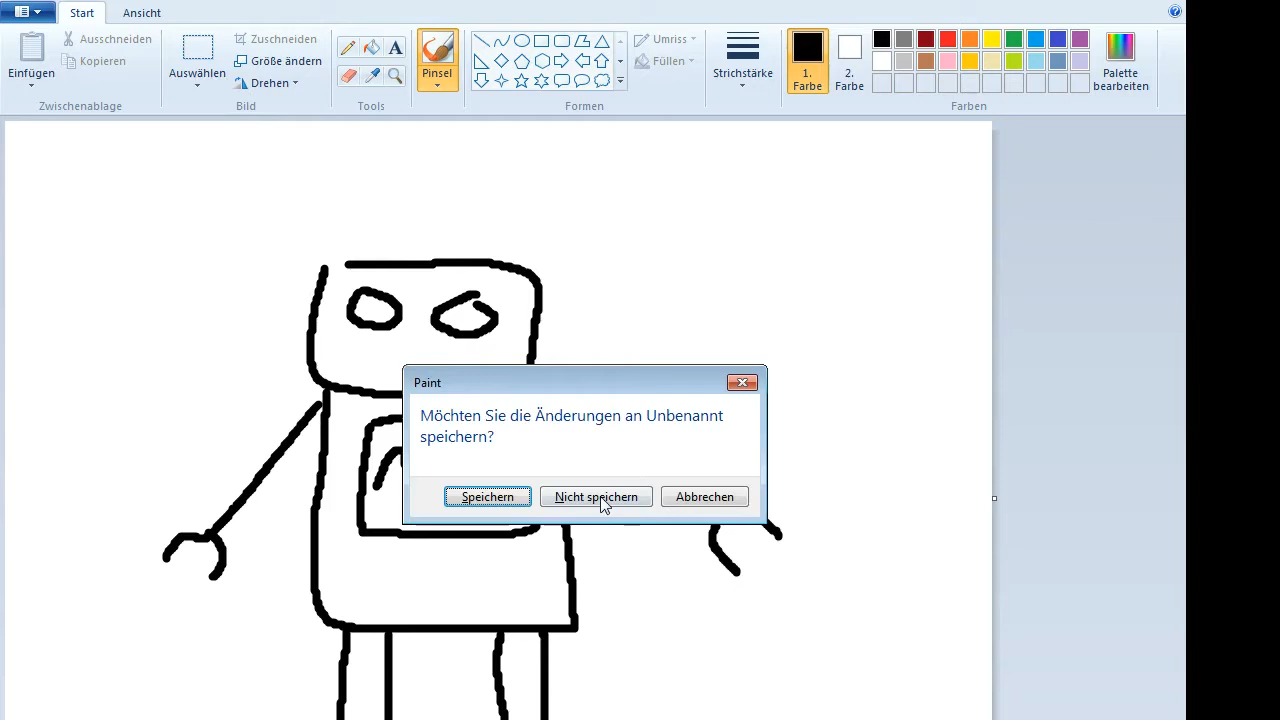 Start Ansicht
Einfügen
Ausschneiden
Kopieren
Zwischenablage
Auswählen
Zuschneiden
Größe ändern
Drehen
Bild
A
Tools
Pinsel
Formen
Umriss
Füllen
Strichstärke
1.
Farbe
2.
Farbe
Farben
Palette
bearbeiten
?
Paint
Möchten Sie die Änderungen an Unbenannt
speichern?
Speichern Nicht speichern Abbrechen